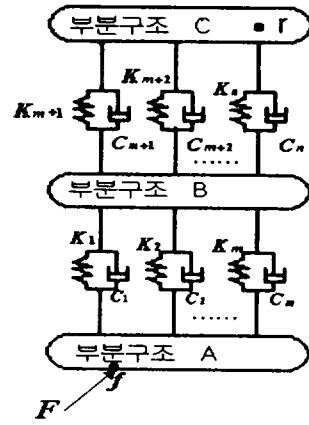 부분구조 C r
K_{m+1} K_{m+2} K_n
C_{m+1} C_{m+2} C_n
......
부분구조 B
K_1 K_2 K_m
C_1 C_2 C_m
......
부분구조 A
f
F